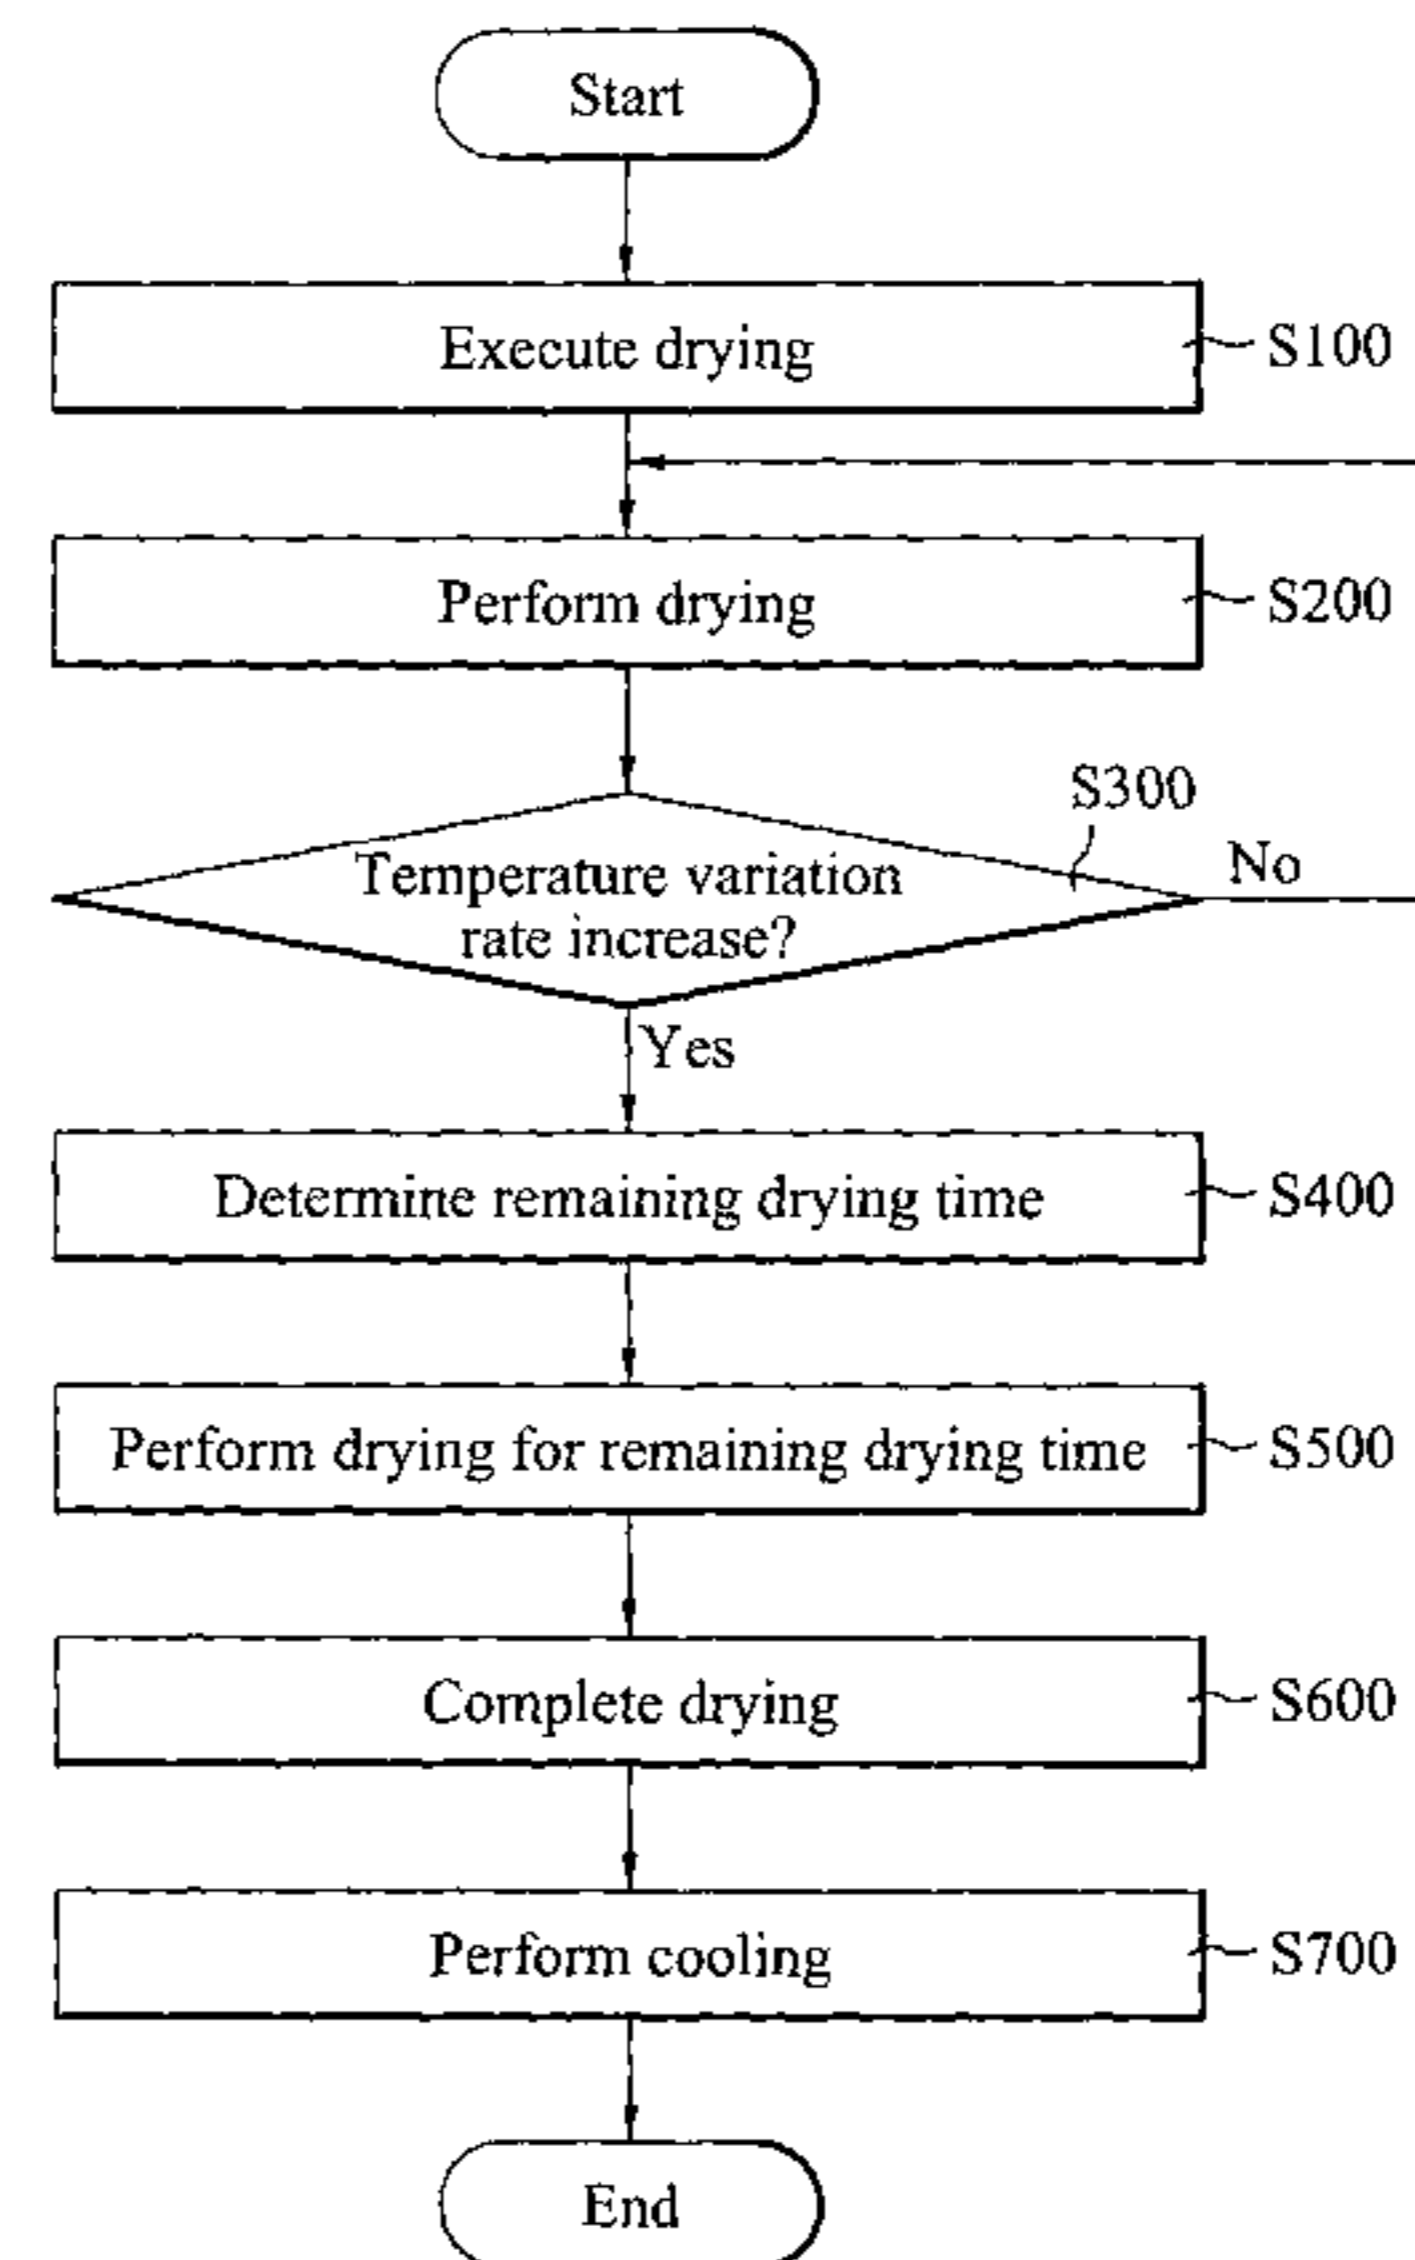 Start
Execute drying
S100
Perform drying
S200
S300
Temperature variation
rate increase?
No
Yes
Determine remaining drying time
S400
Perform drying for remaining drying time
S500
Complete drying
S600
Perform cooling
S700
End